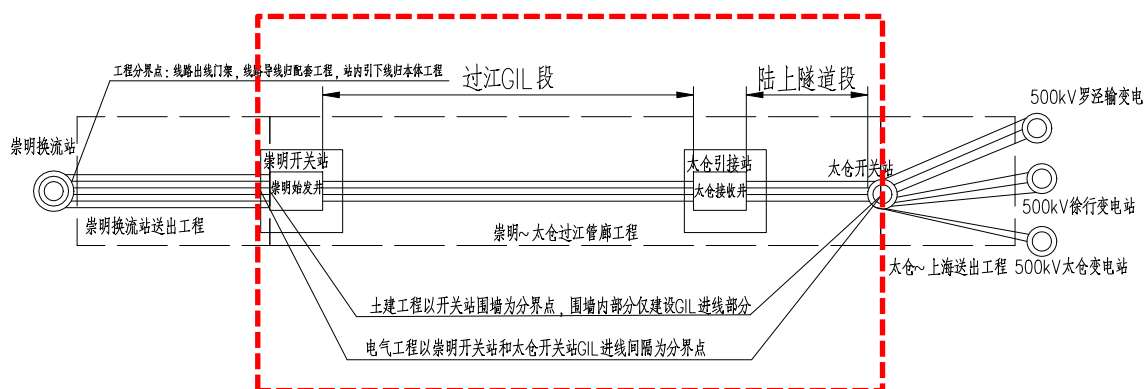 工程分界点：线路出线门架，线路导线归配套工程，站内引下线归本体工程
过江GIL段
陆上隧道段
500kV罗泾输变电
崇明换流站
崇明开关站
太仓引接站
太仓开关站
崇明始发井
太仓接收井
500kV徐行变电站
崇明换流站送出工程
崇明~太仓过江管廊工程
太仓~上海送出工程
500kV太仓变电站
土建工程以开关站围墙为分界点，围墙内部分仅建设GIL进线部分
电气工程以崇明开关站和太仓开关站GIL进线间隔为分界点